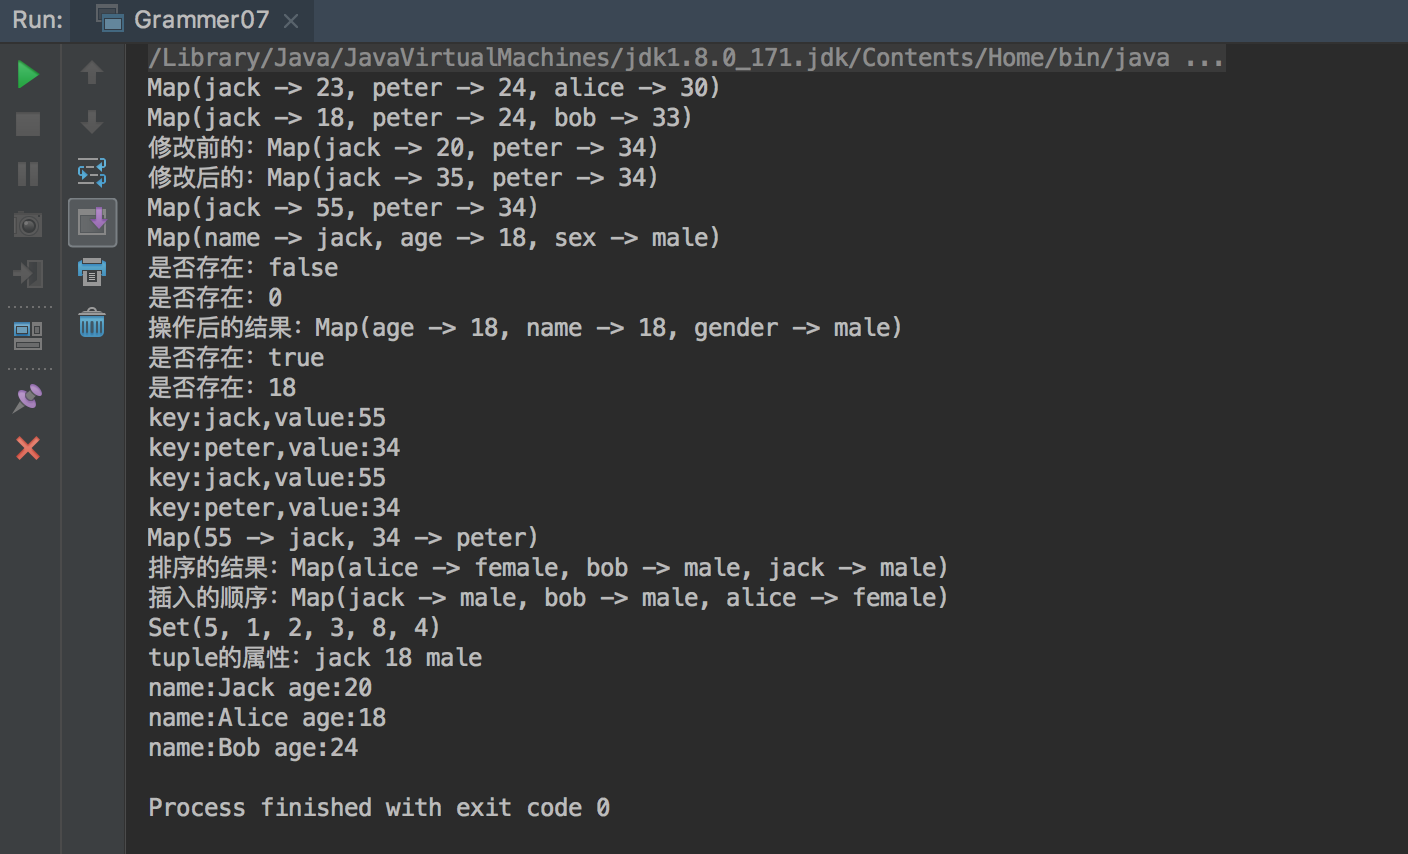 Run: Grammer07
/Library/Java/JavaVirtualMachines/jdk1.8.0_171.jdk/Contents/Home/bin/java ...
Map(jack -> 23, peter -> 24, alice -> 30)
Map(jack -> 18, peter -> 24, bob -> 33)
修改前的：Map(jack -> 20, peter -> 34)
修改后的：Map(jack -> 35, peter -> 34)
Map(jack -> 55, peter -> 34)
Map(name -> jack, age -> 18, sex -> male)
是否存在：false
是否存在：0
操作后的结果：Map(age -> 18, name -> 18, gender -> male)
是否存在：true
是否存在：18
key:jack,value:55
key:peter,value:34
key:jack,value:55
key:peter,value:34
Map(55 -> jack, 34 -> peter)
排序的结果：Map(alice -> female, bob -> male, jack -> male)
插入的顺序：Map(jack -> male, bob -> male, alice -> female)
Set(5, 1, 2, 3, 8, 4)
tuple的属性：jack 18 male
name:Jack age:20
name:Alice age:18
name:Bob age:24
Process finished with exit code 0